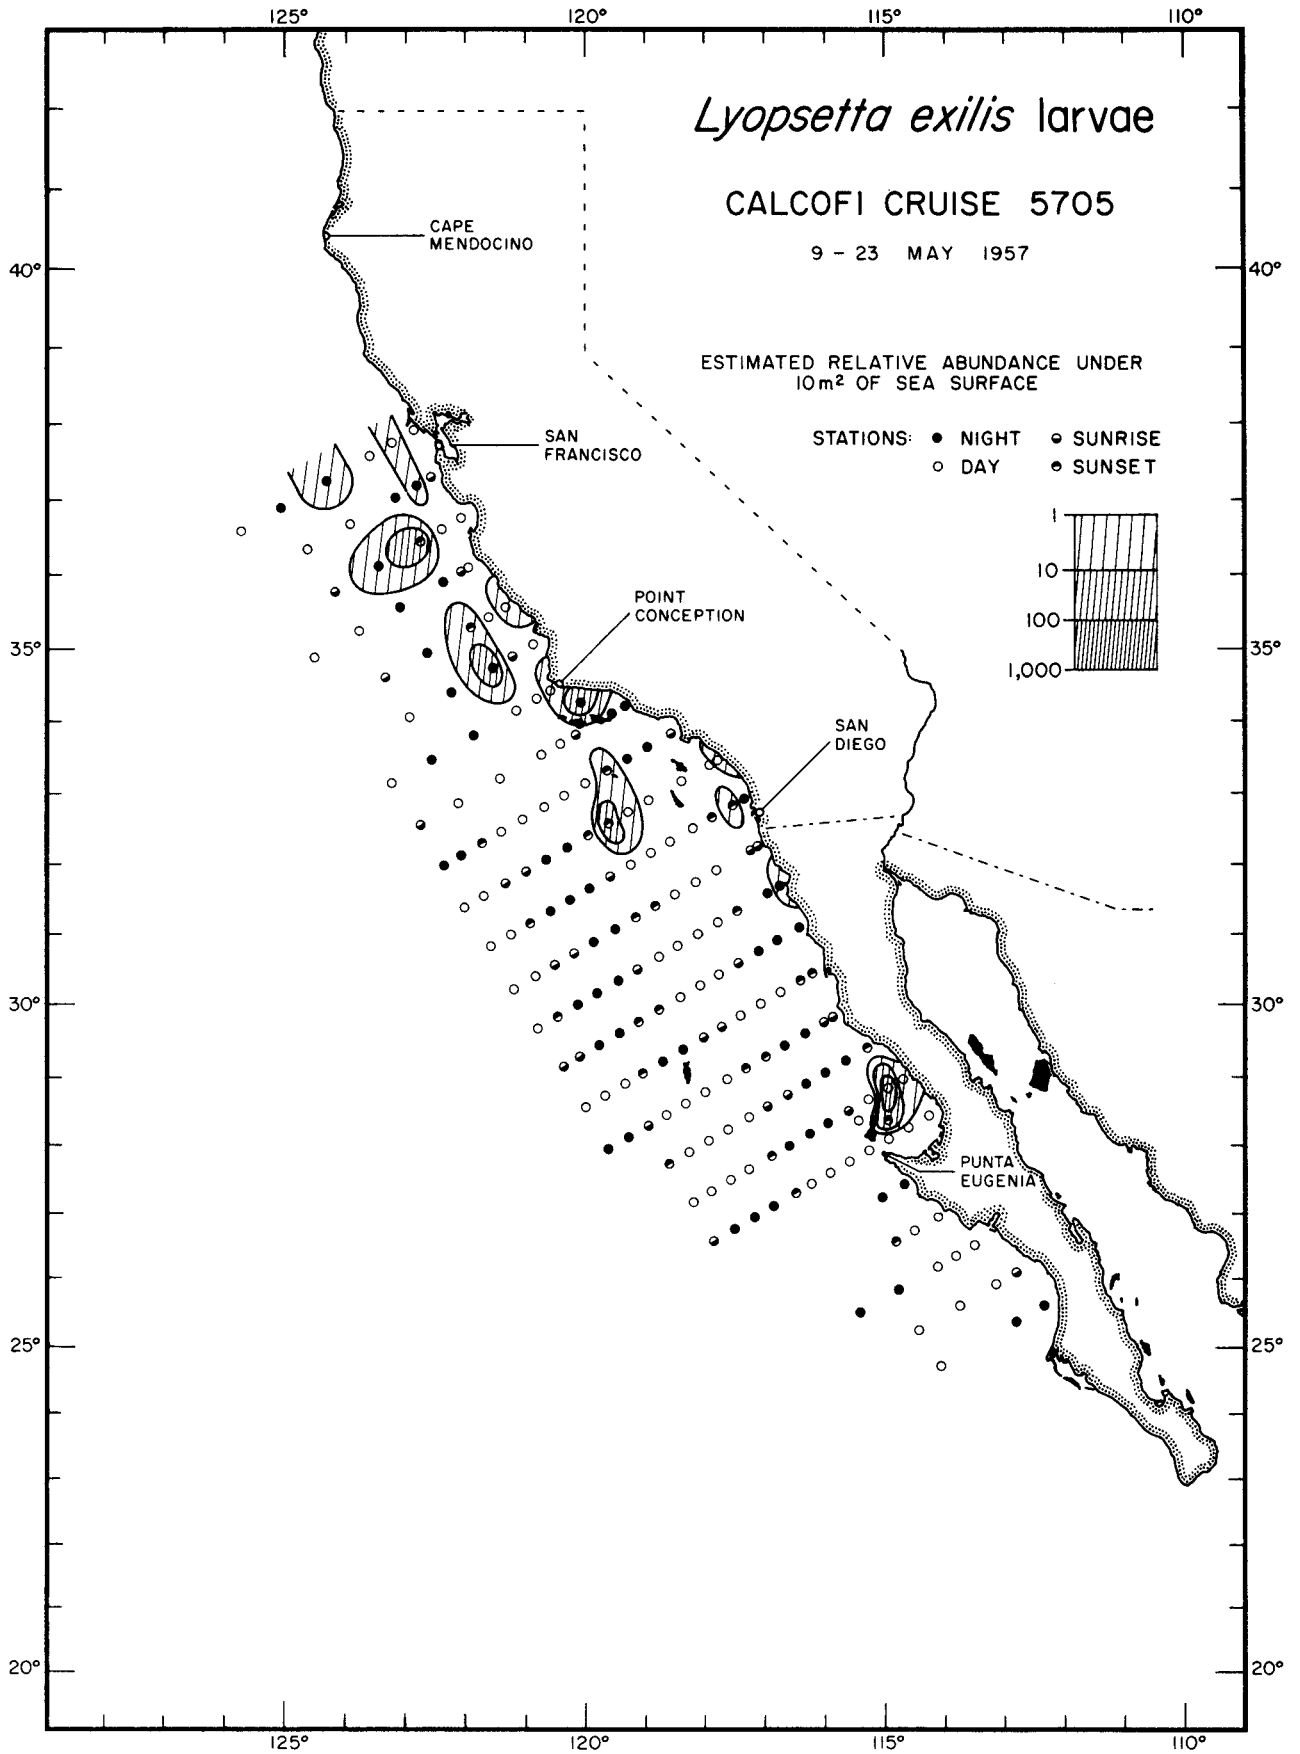 125° 120° 115° 110°
Lyopsetta exilis larvae
CALCOFI CRUISE 5705
9 – 23 MAY 1957
CAPE
MENDOCINO
40° 40°
ESTIMATED RELATIVE ABUNDANCE UNDER
10 m² OF SEA SURFACE
STATIONS: NIGHT SUNRISE
DAY SUNSET
SAN
FRANCISCO
1
10
100
1,000
POINT
CONCEPTION
35° 35°
SAN
DIEGO
30° 30°
PUNTA
EUGENIA
25° 25°
20° 20°
125° 120° 115° 110°